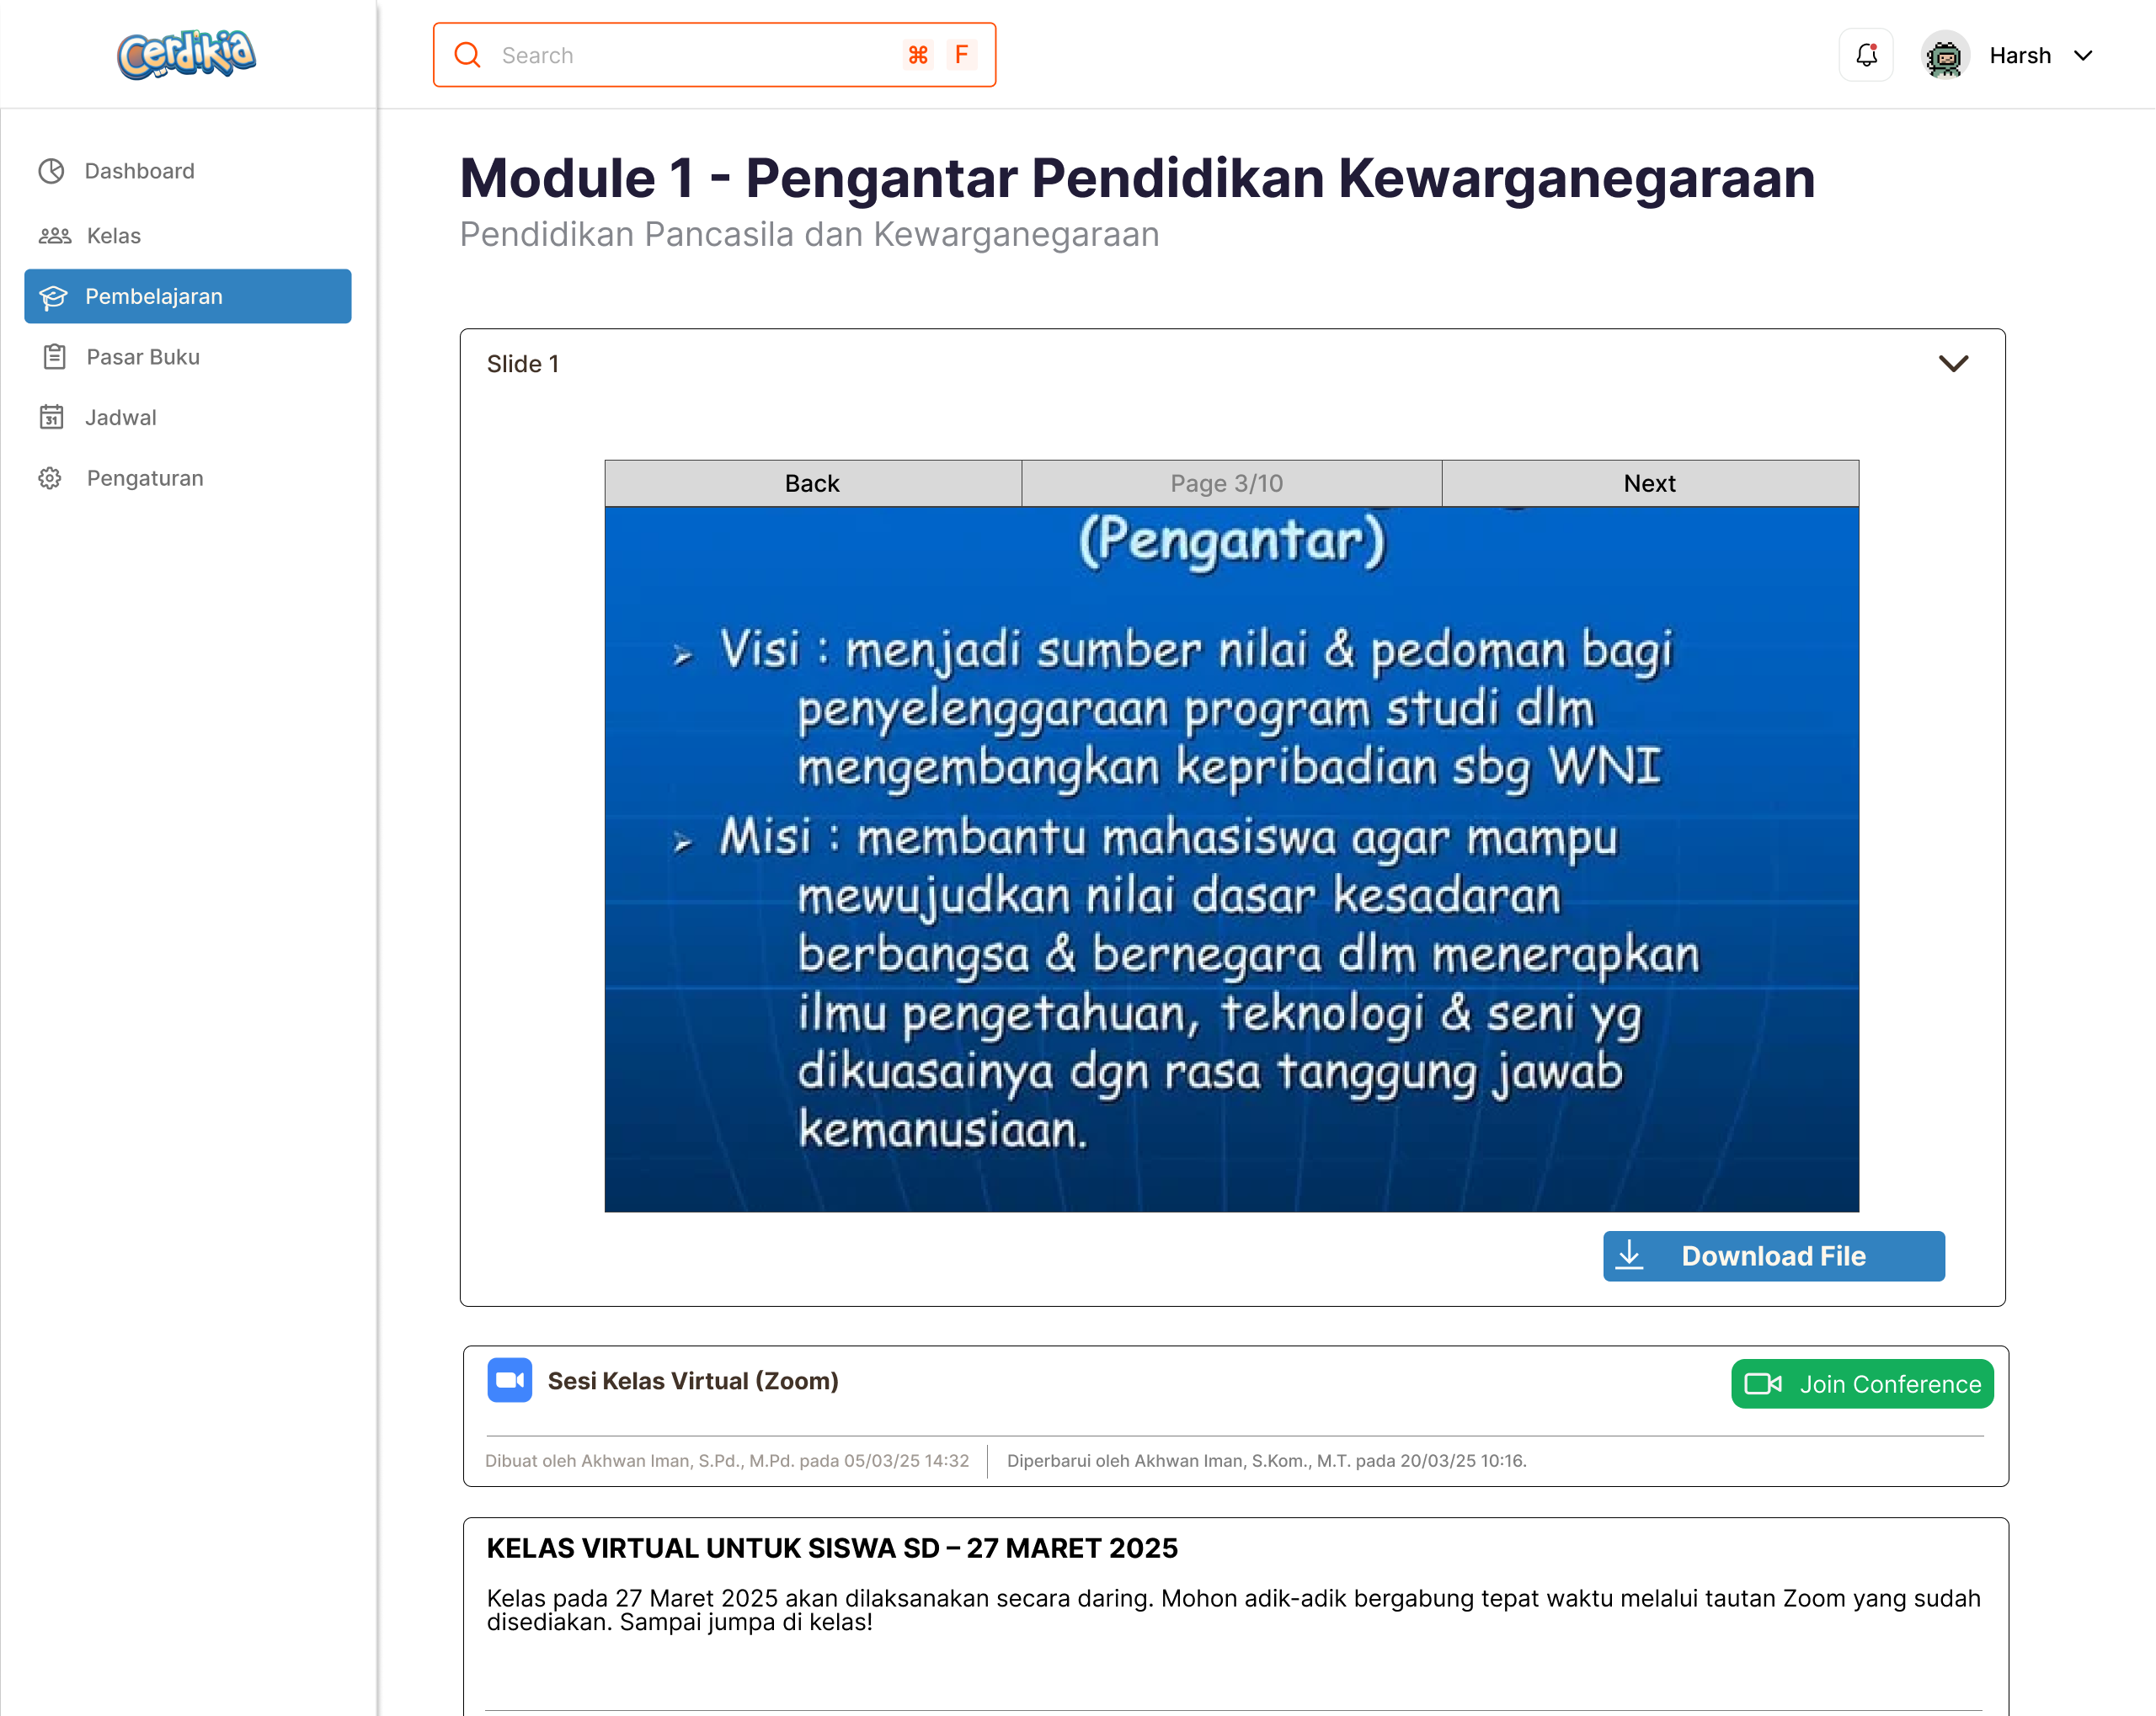 Cerdikia
Search
⌘ F
Harsh
Dashboard
Kelas
Pembelajaran
Pasar Buku
31
Jadwal
Pengaturan
Module 1 - Pengantar Pendidikan Kewarganegaraan
Pendidikan Pancasila dan Kewarganegaraan
Slide 1
Back
Page 3/10
Next
(Pengantar)
➢ Visi : menjadi sumber nilai & pedoman bagi
penyelenggaraan program studi dlm
mengembangkan kepribadian sbg WNI
➢ Misi : membantu mahasiswa agar mampu
mewujudkan nilai dasar kesadaran
berbangsa & bernegara dlm menerapkan
ilmu pengetahuan, teknologi & seni yg
dikuasainya dgn rasa tanggung jawab
kemanusiaan.
Download File
Sesi Kelas Virtual (Zoom)
Join Conference
Dibuat oleh Akhwan Iman, S.Pd., M.Pd. pada 05/03/25 14:32
Diperbarui oleh Akhwan Iman, S.Kom., M.T. pada 20/03/25 10:16.
KELAS VIRTUAL UNTUK SISWA SD – 27 MARET 2025
Kelas pada 27 Maret 2025 akan dilaksanakan secara daring. Mohon adik-adik bergabung tepat waktu melalui tautan Zoom yang sudah
disediakan. Sampai jumpa di kelas!